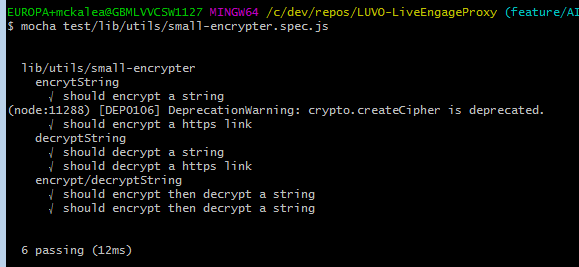 EUROPA+mckalea@GBMLVVCSW1127 MINGW64 /c/dev/repos/LUVO-LiveEngageProxy (feature/AI
$ mocha test/lib/utils/small-encrypter.spec.js
lib/utils/small-encrypter
encrytString
√ should encrypt a string
(node:11288) [DEP0106] DeprecationWarning: crypto.createCipher is deprecated.
√ should encrypt a https link
decryptString
√ should decrypt a string
√ should decrypt a https link
encrypt/decryptString
√ should encrypt then decrypt a string
√ should encrypt then decrypt a string
6 passing (12ms)